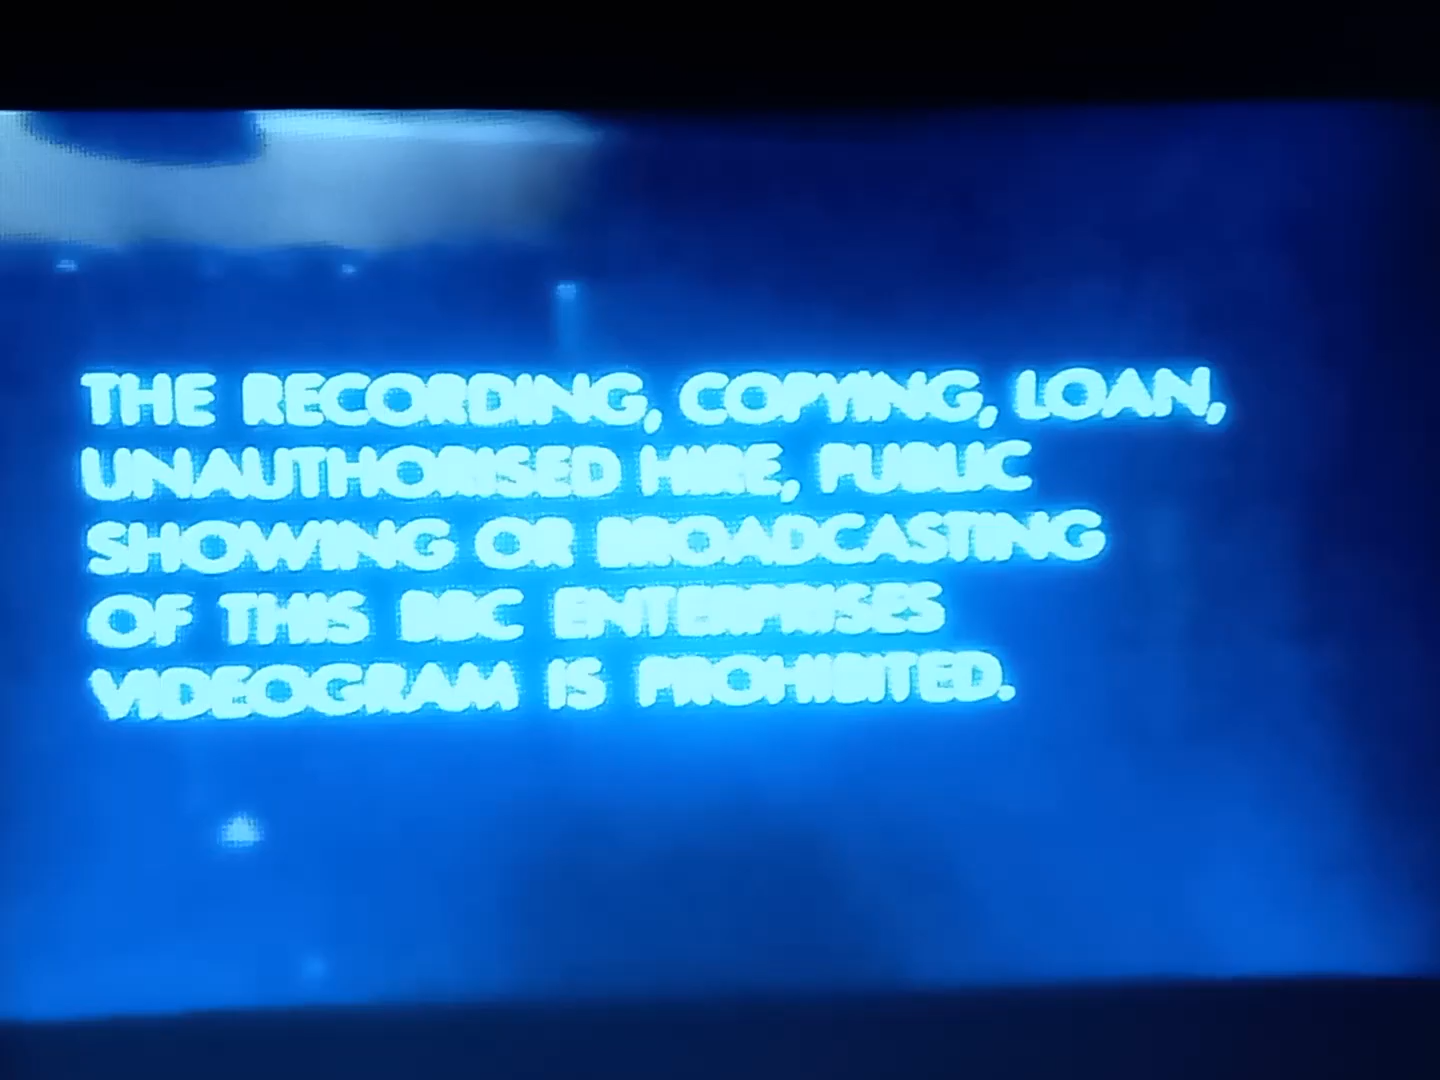 THE RECORDING, COPYING, LOAN,
UNAUTHORISED HIRE, PUBLIC
SHOWING OR BROADCASTING
OF THIS BBC ENTERPRISES
VIDEOGRAM IS PROHIBITED.